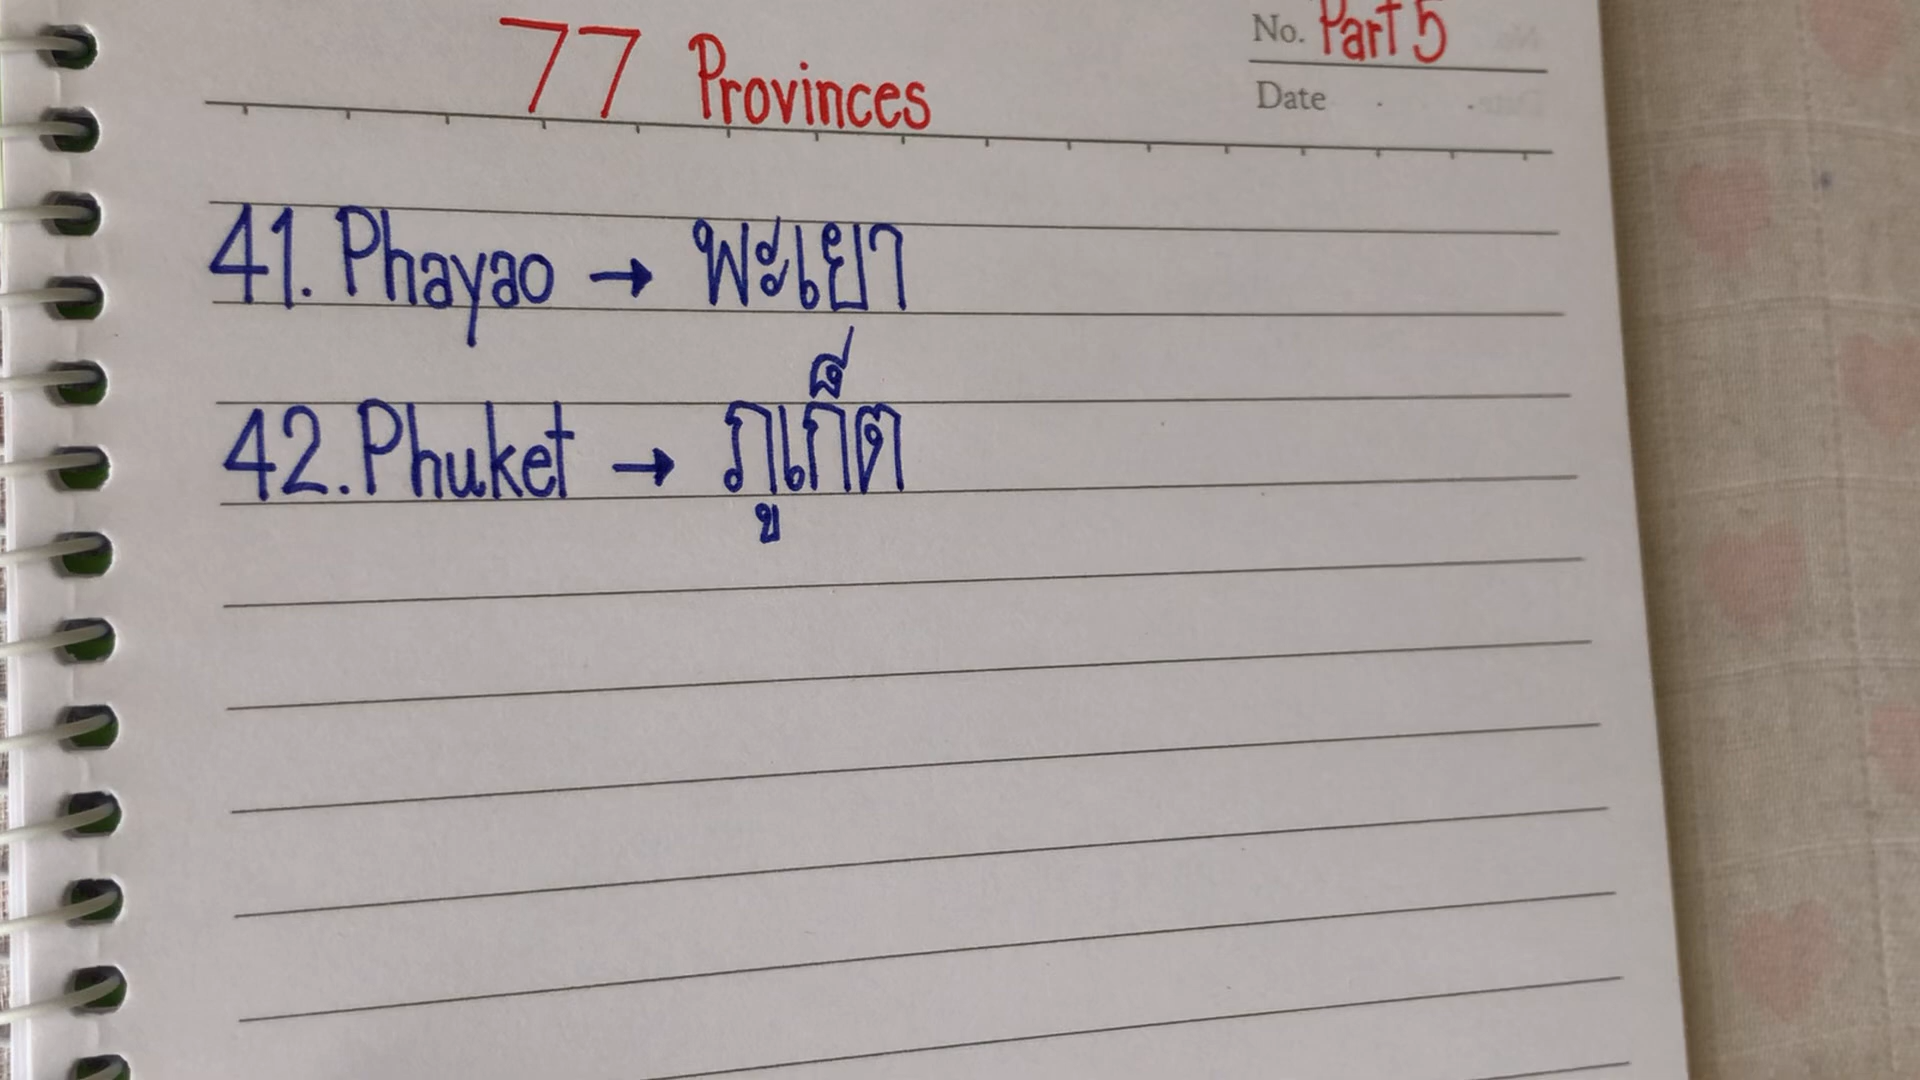 77 Provinces
No. Part 5
Date
41. Phayao → พะเยา
42. Phuket → ภูเก็ต